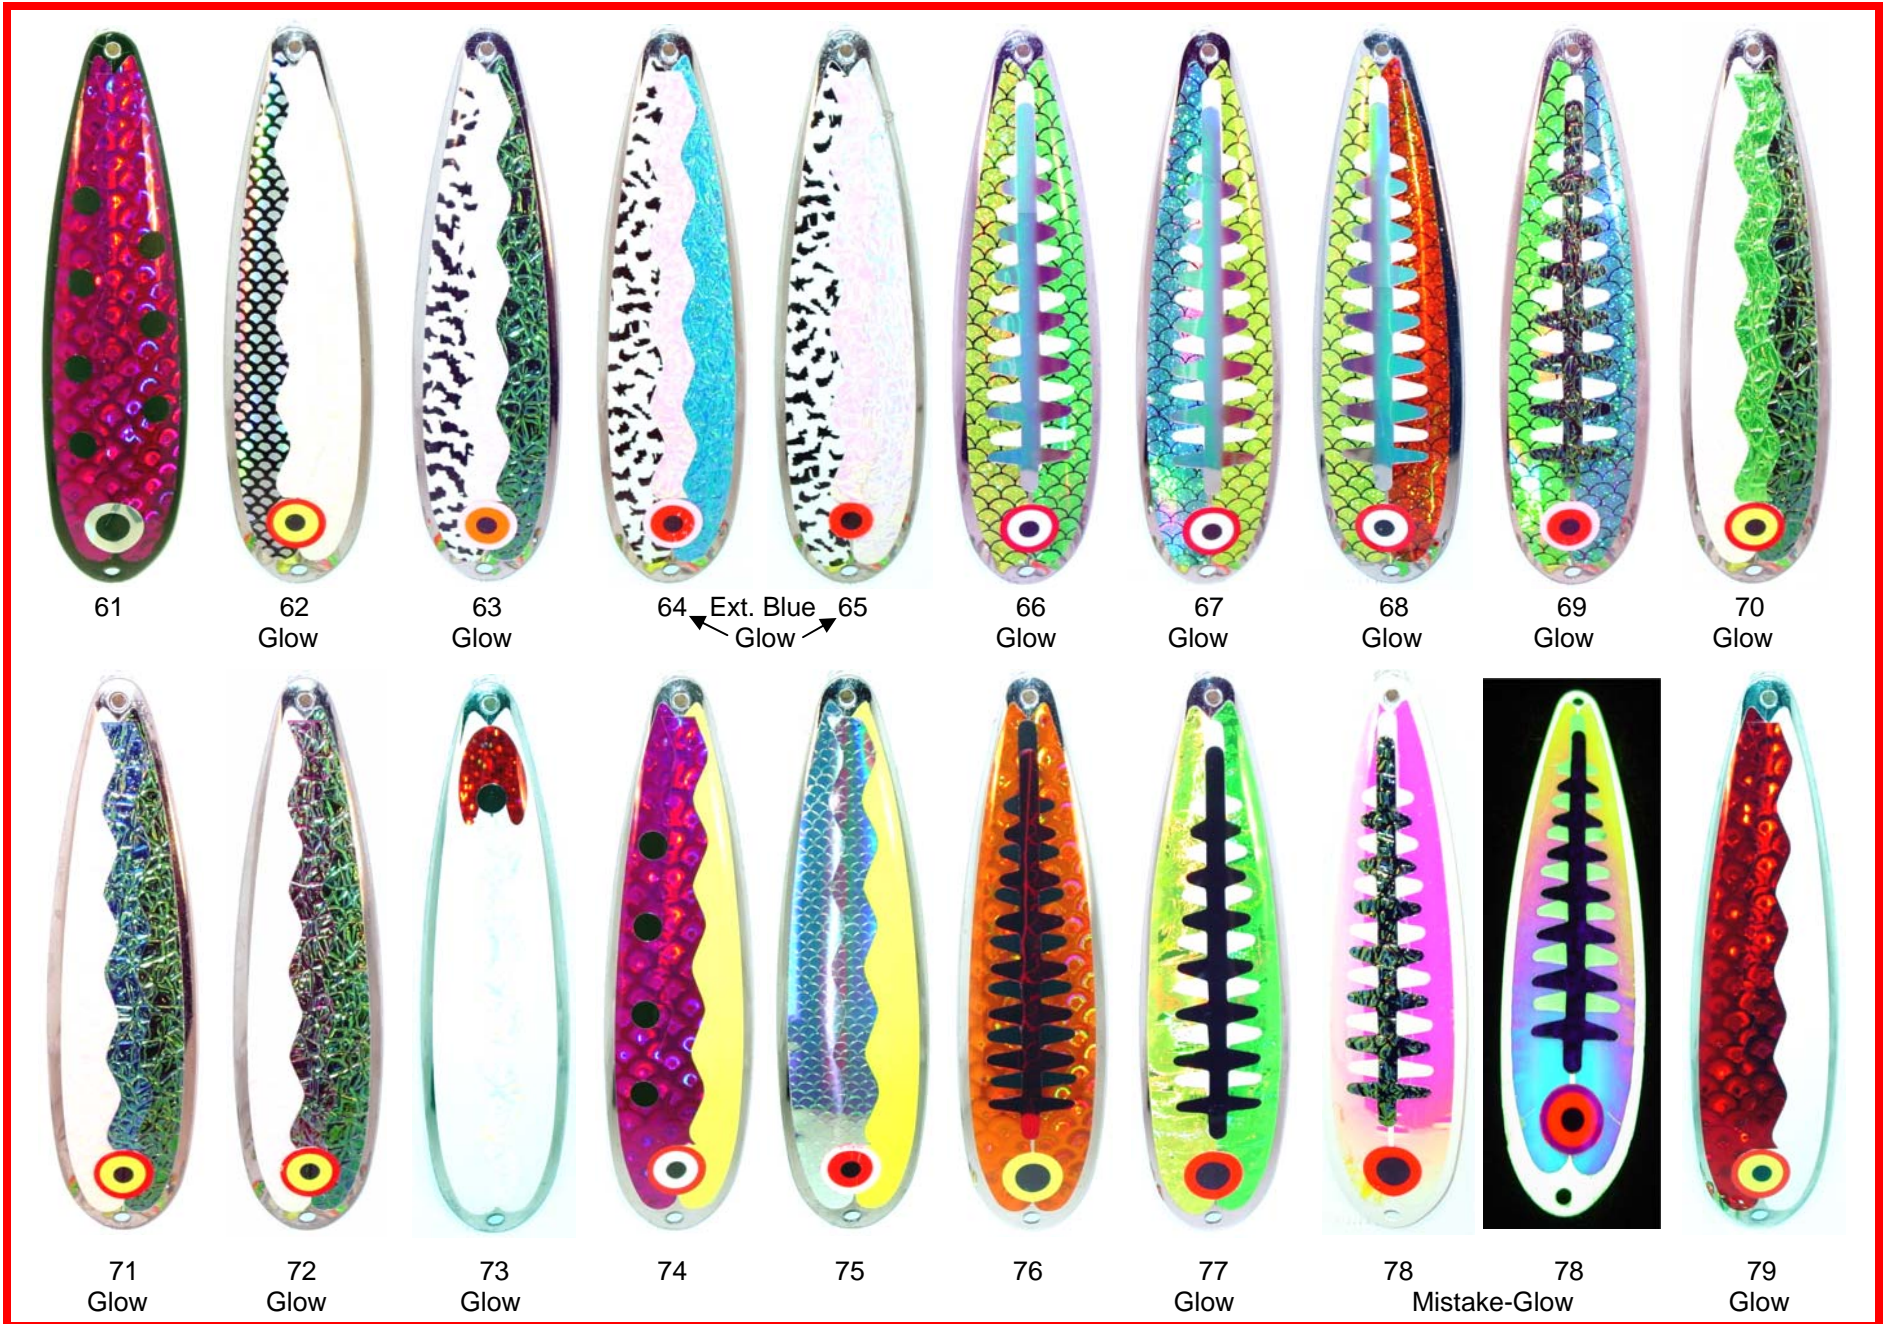 61 62 63 64 Ext. Blue 65 66 67 68 69 70
Glow Glow Glow Glow Glow Glow Glow Glow
71 72 73 74 75 76 77 78 78 79
Glow Glow Glow Glow Mistake-Glow Glow